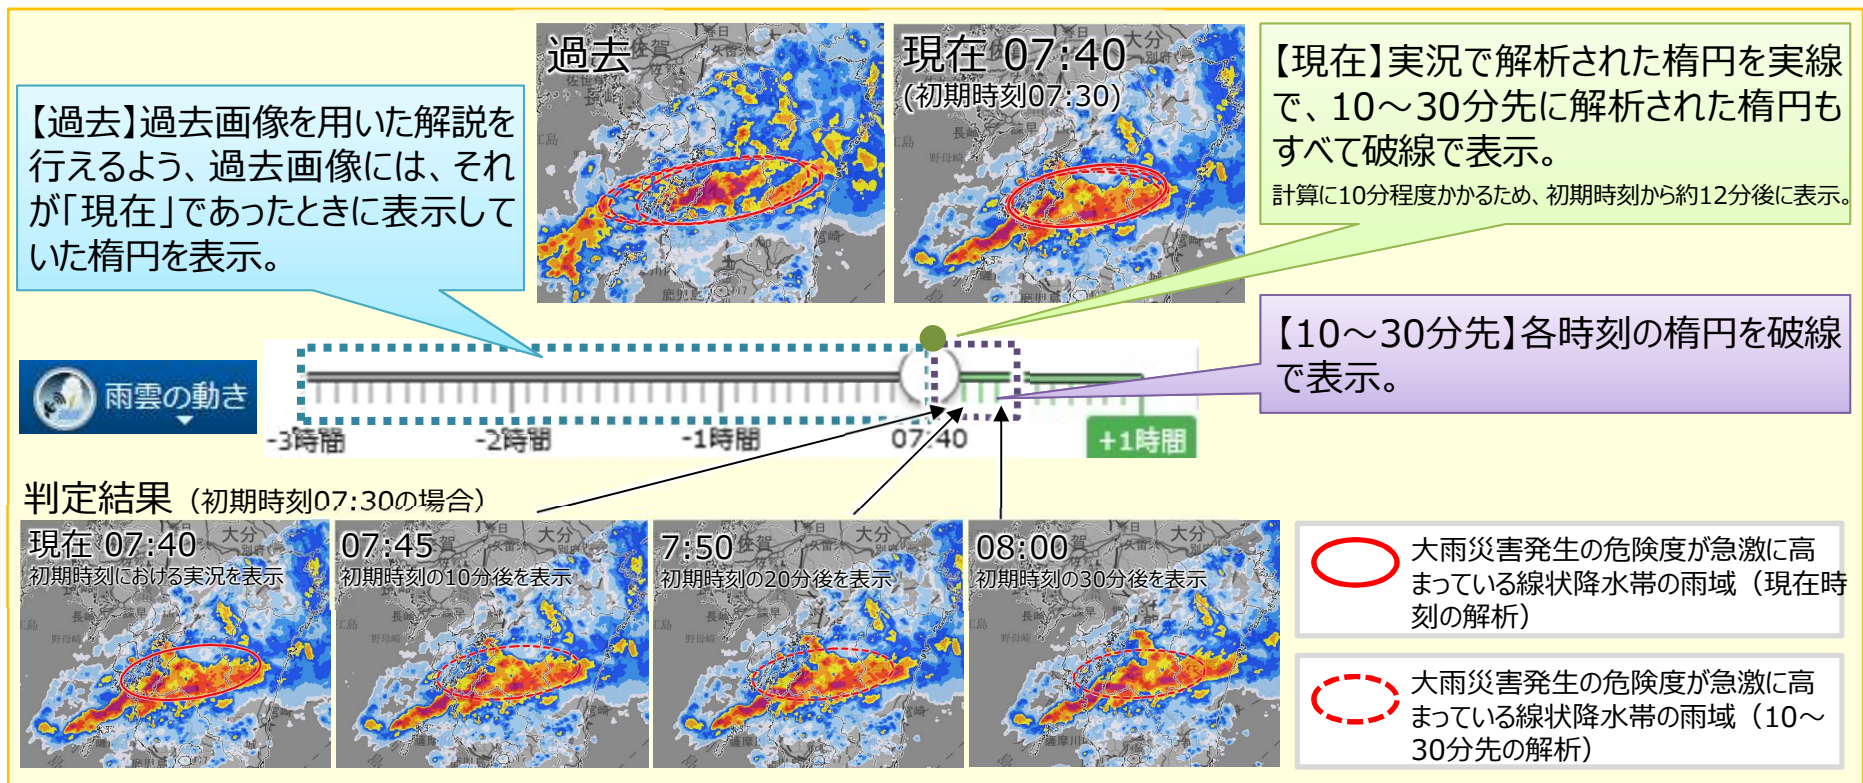 【過去】過去画像を用いた解説を
行えるよう、過去画像には、それ
が「現在」であったときに表示して
いた楕円を表示。
過去
現在 07:40
(初期時刻07:30)
【現在】実況で解析された楕円を実線
で、10～30分先に解析された楕円も
すべて破線で表示。
計算に10分程度かかるため、初期時刻から約12分後に表示。
【10～30分先】各時刻の楕円を破線
で表示。
雨雲の動き
-3時間
-2時間
-1時間
07:40
+1時間
判定結果（初期時刻07:30の場合）
現在 07:40
初期時刻における実況を表示
07:45
初期時刻の10分後を表示
7:50
初期時刻の20分後を表示
08:00
初期時刻の30分後を表示
大雨災害発生の危険度が急激に高
まっている線状降水帯の雨域（現在時
刻の解析）
大雨災害発生の危険度が急激に高
まっている線状降水帯の雨域（10～
30分先の解析）